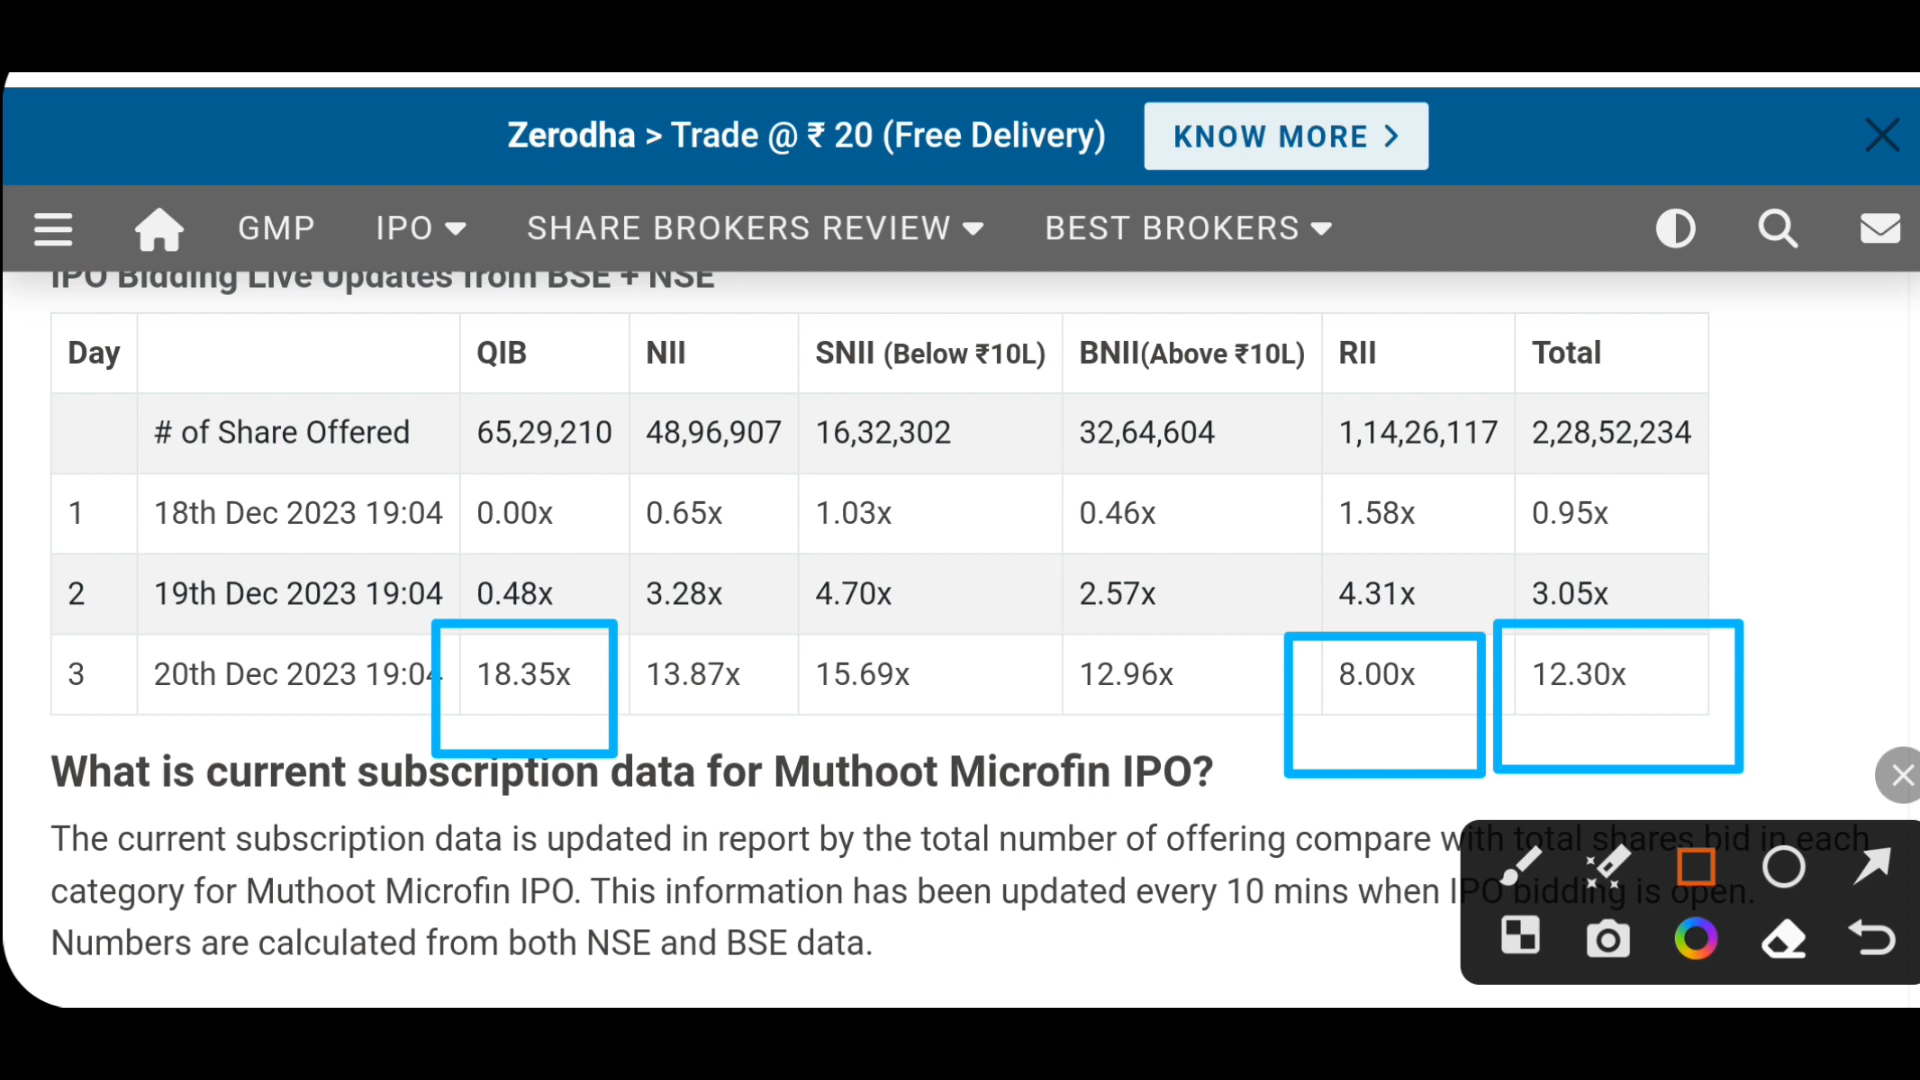 Zerodha > Trade @ ₹ 20 (Free Delivery) KNOW MORE >
GMP IPO SHARE BROKERS REVIEW BEST BROKERS
IPO Bidding Live Updates from BSE + NSE
Day QIB NII SNII (Below ₹10L) BNII(Above ₹10L) RII Total
# of Share Offered 65,29,210 48,96,907 16,32,302 32,64,604 1,14,26,117 2,28,52,234
1 18th Dec 2023 19:04 0.00x 0.65x 1.03x 0.46x 1.58x 0.95x
2 19th Dec 2023 19:04 0.48x 3.28x 4.70x 2.57x 4.31x 3.05x
3 20th Dec 2023 19:04 18.35x 13.87x 15.69x 12.96x 8.00x 12.30x
What is current subscription data for Muthoot Microfin IPO?
The current subscription data is updated in report by the total number of offering compare with total shares bid in each
category for Muthoot Microfin IPO. This information has been updated every 10 mins when IPO bidding is open.
Numbers are calculated from both NSE and BSE data.